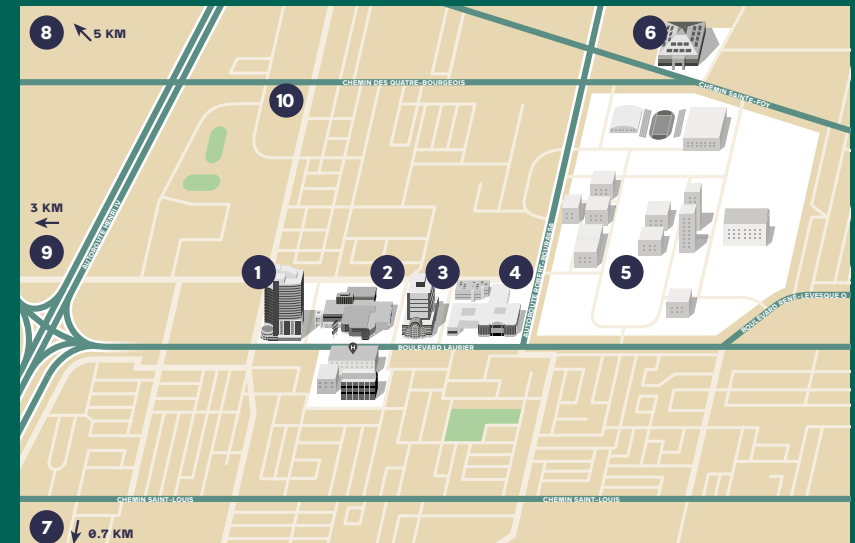 8
5 KM
6
CHEMIN DES QUATRE-BOURGEOIS
CHEMIN SAINTE-FOY
10
3 KM
9
AUTOROUTE HENRI IV
AUTOROUTE ROBERT-BOURASSA
1
2
3
4
5
BOULEVARD RENÉ-LÉVESQUE O
H
BOULEVARD LAURIER
CHEMIN SAINT-LOUIS
CHEMIN SAINT-LOUIS
7
0.7 KM